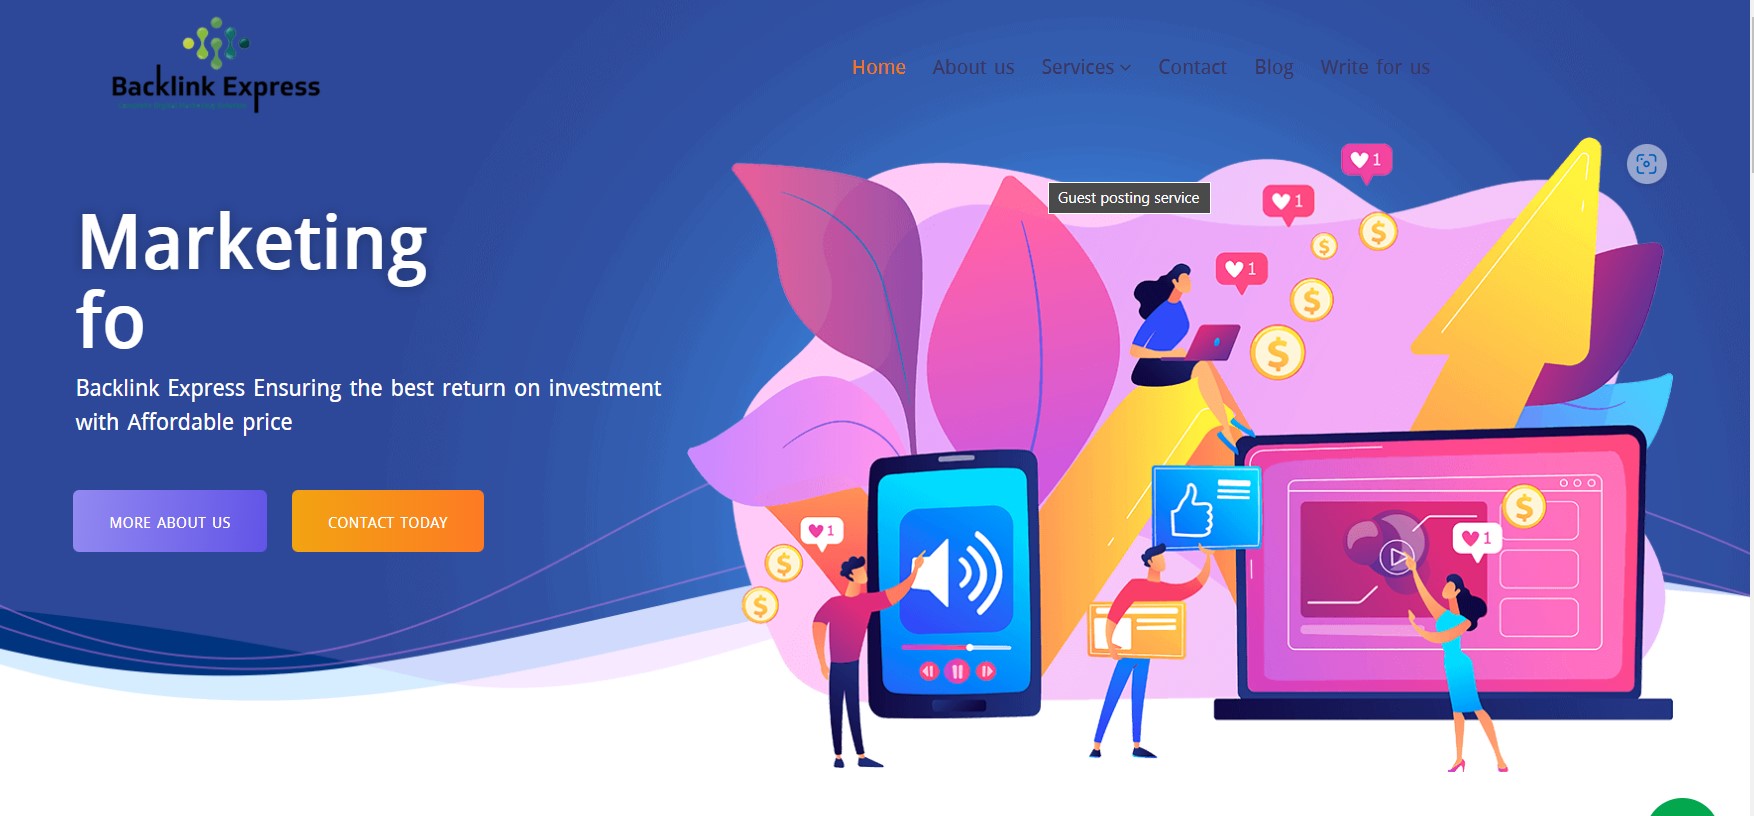 Backlink Express
Home About us Services Contact Blog Write for us
Guest posting service
Marketing
fo
Backlink Express Ensuring the best return on investment
with Affordable price
MORE ABOUT US
CONTACT TODAY
1
1
1
$
$
$
$
1
$
$
$
1